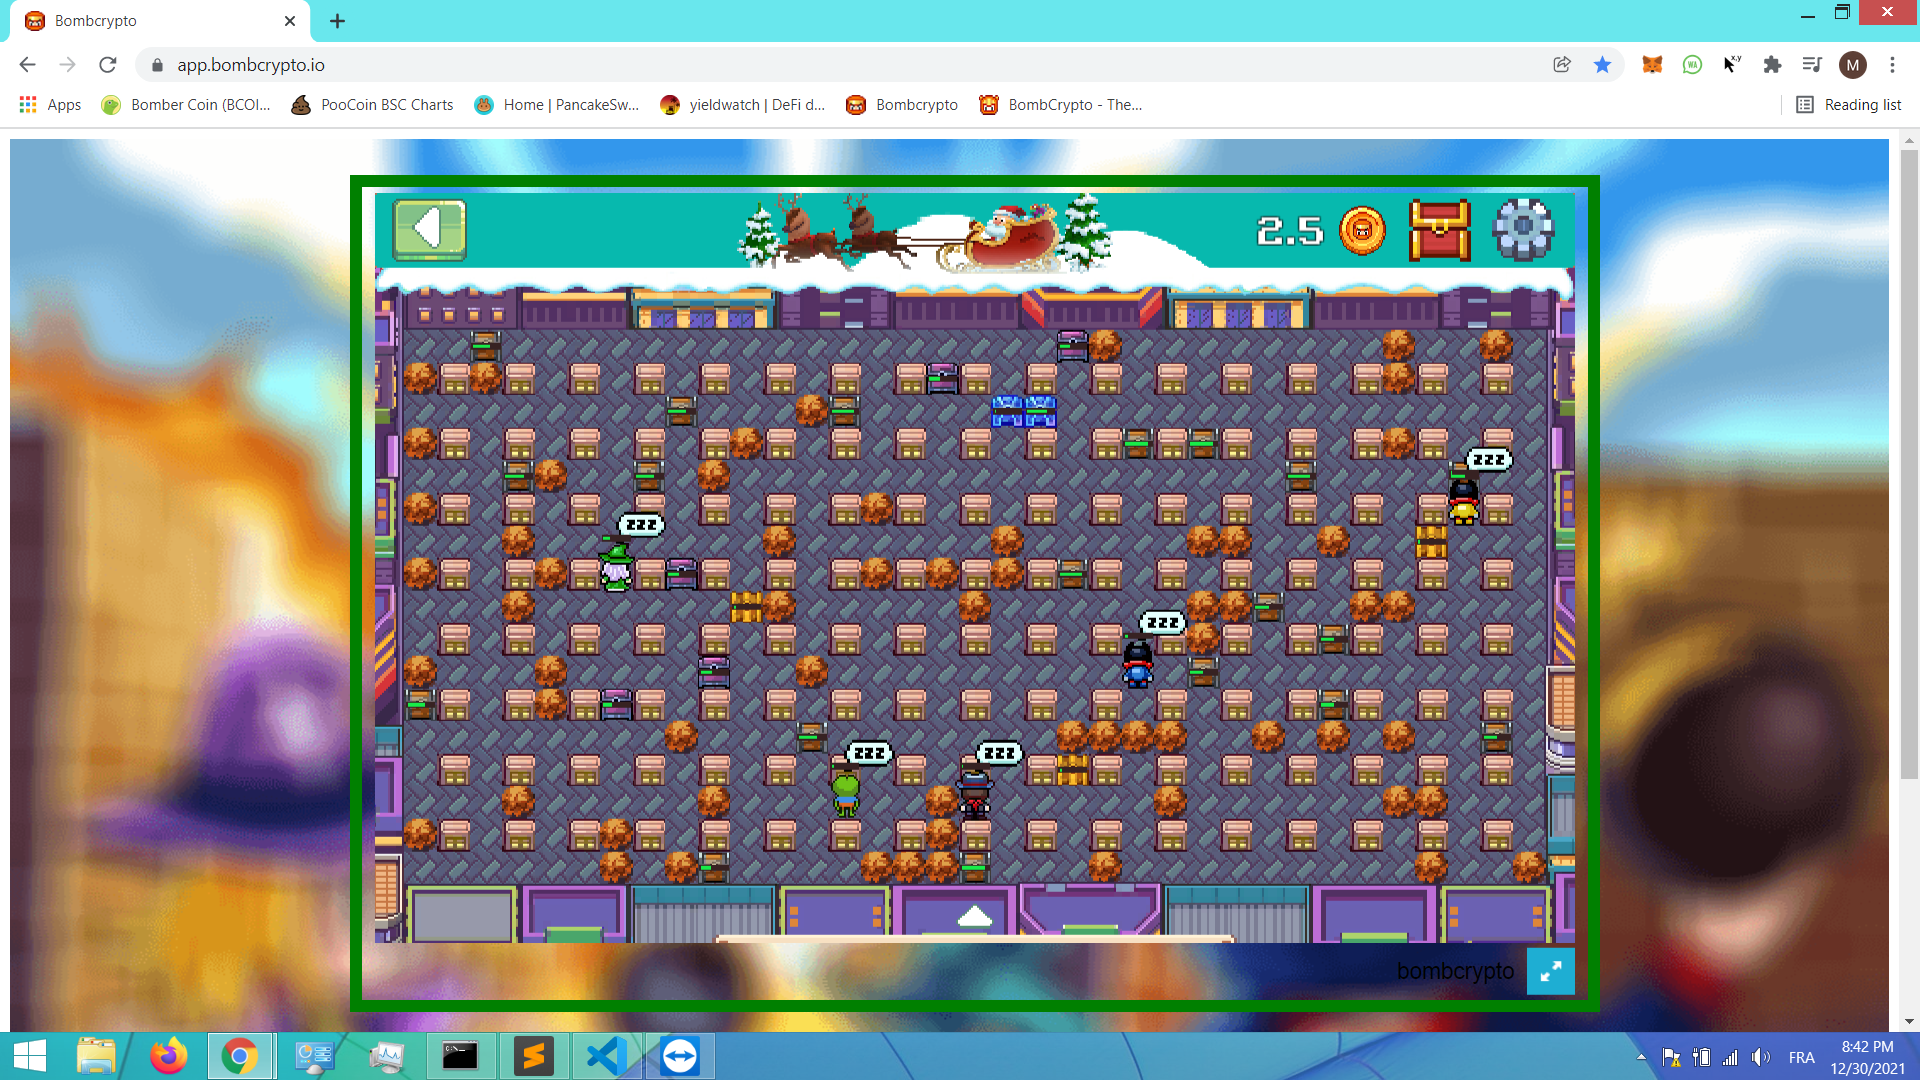 Bombcrypto
app.bombcrypto.io
M
Apps
Bomber Coin (BCOI...
PooCoin BSC Charts
Home | PancakeSw...
yieldwatch | DeFi d...
Bombcrypto
BombCrypto - The...
Reading list
2.5
zzz
zzz
zzz
zzz
zzz
bombcrypto
FRA
8:42 PM
12/30/2021